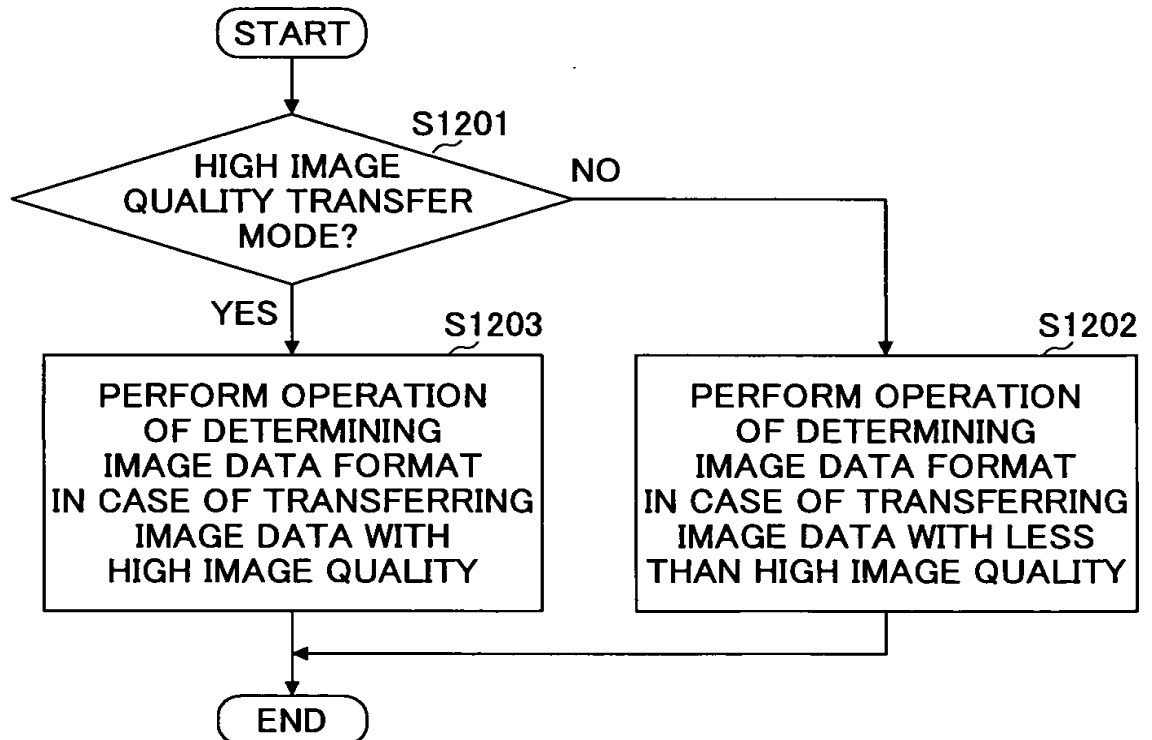 START
S1201
HIGH IMAGE
QUALITY TRANSFER
MODE?
NO
YES
S1203
PERFORM OPERATION
OF DETERMINING
IMAGE DATA FORMAT
IN CASE OF TRANSFERRING
IMAGE DATA WITH
HIGH IMAGE QUALITY
S1202
PERFORM OPERATION
OF DETERMINING
IMAGE DATA FORMAT
IN CASE OF TRANSFERRING
IMAGE DATA WITH LESS
THAN HIGH IMAGE QUALITY
END